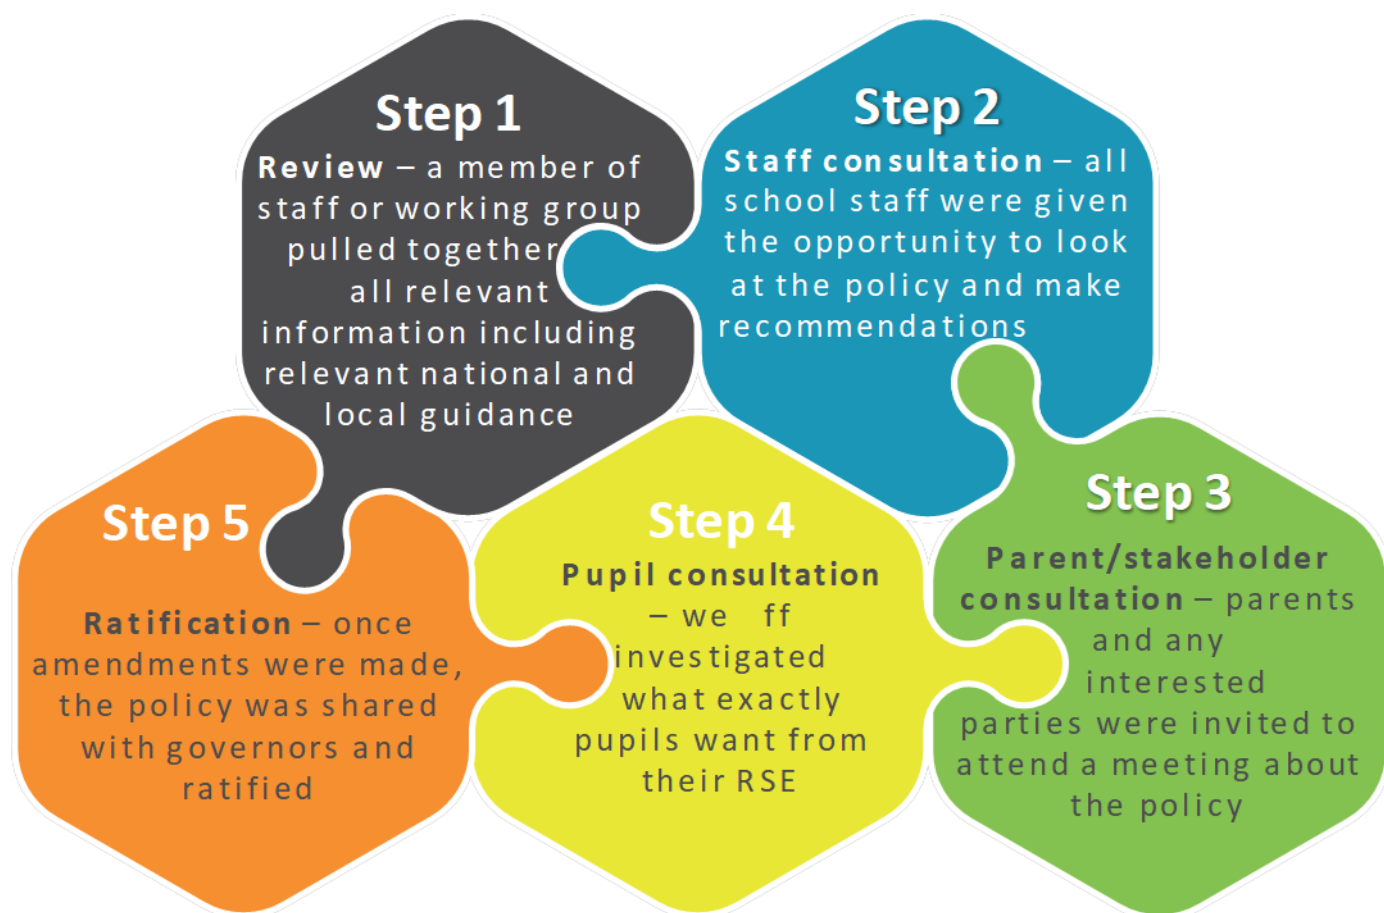 Step 1
Review – a member of
staff or working group
pulled together
all relevant
information including
relevant national and
local guidance
Step 2
Staff consultation – all
school staff were given
the opportunity to look
at the policy and make
recommendations
Step 3
Parent/stakeholder
consultation – parents
and any
interested
parties were invited to
attend a meeting about
the policy
Step 4
Pupil consultation
– we ff
investigated
what exactly
pupils want from
their RSE
Step 5
Ratification – once
amendments were made,
the policy was shared
with governors and
ratified